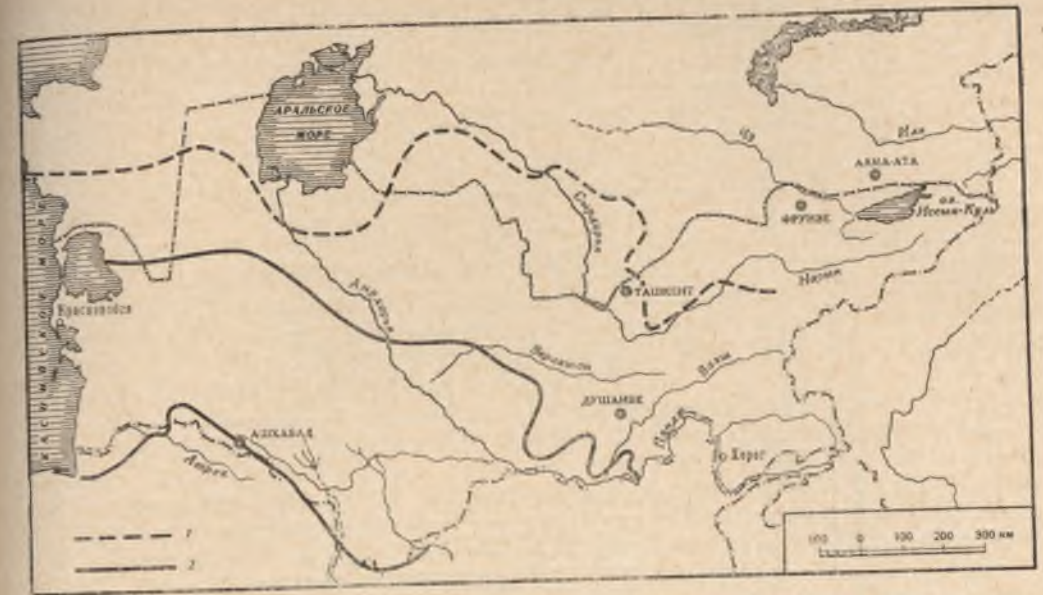 АРАЛЬСКОЕ
МОРЕ
Чу
Или
АЛМА-АТА
ФРУНЗЕ
оз.
Иссык-Куль
Сырдарья
Нарын
ТАШКЕНТ
КАСПИЙСКОЕ МОРЕ
Красноводск
Амударья
Зеравшан
Вахш
ДУШАНБЕ
Пяндж
Хорог
АШХАБАД
Атрек
1
2
100 0 100 200 300 км